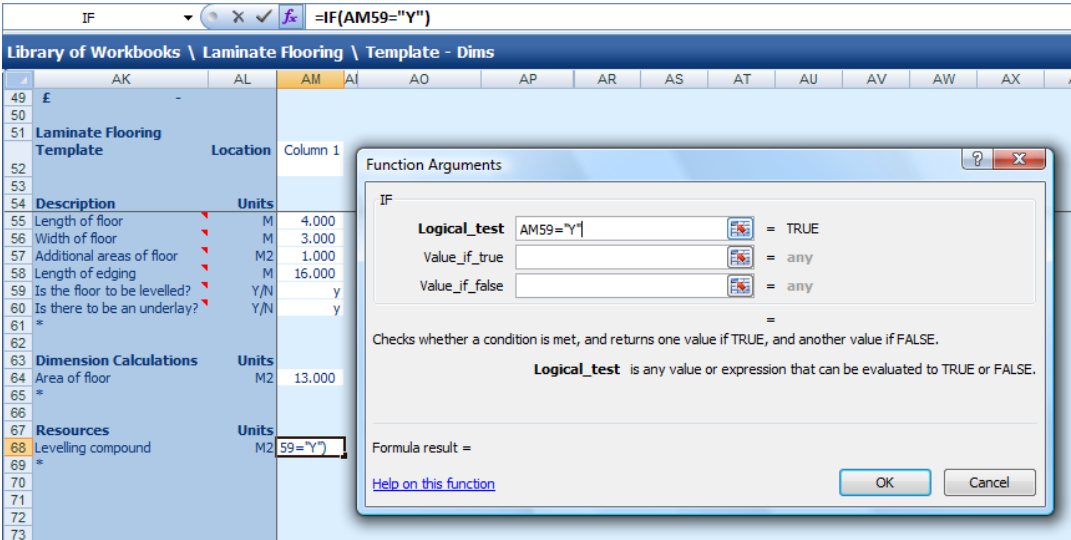 IF =IF(AM59="Y")
Library of Workbooks \ Laminate Flooring \ Template - Dims
AK AL AM AO AP AR AS AT AU AV AW AX
49 £ -
50
51 Laminate Flooring
52 Template Location Column 1
53
54 Description Units
55 Length of floor M 4.000
56 Width of floor M 3.000
57 Additional areas of floor M2 1.000
58 Length of edging M 16.000
59 Is the floor to be levelled? Y/N y
60 Is there to be an underlay? Y/N y
61 *
62
63 Dimension Calculations Units
64 Area of floor M2 13.000
65 *
66
67 Resources Units
68 Levelling compound M2 59="Y")
69 *
70
71
72
73
Function Arguments
IF
Logical_test AM59="Y" = TRUE
Value_if_true = any
Value_if_false = any
=
Checks whether a condition is met, and returns one value if TRUE, and another value if FALSE.
Logical_test is any value or expression that can be evaluated to TRUE or FALSE.
Formula result =
Help on this function OK Cancel